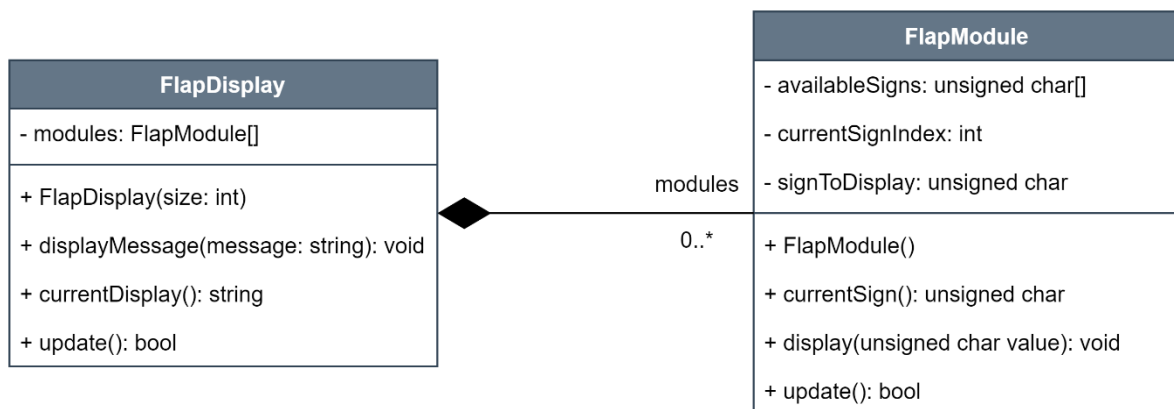 FlapDisplay
- modules: FlapModule[]
+ FlapDisplay(size: int)
+ displayMessage(message: string): void
+ currentDisplay(): string
+ update(): bool
modules
0..*
FlapModule
- availableSigns: unsigned char[]
- currentSignIndex: int
- signToDisplay: unsigned char
+ FlapModule()
+ currentSign(): unsigned char
+ display(unsigned char value): void
+ update(): bool